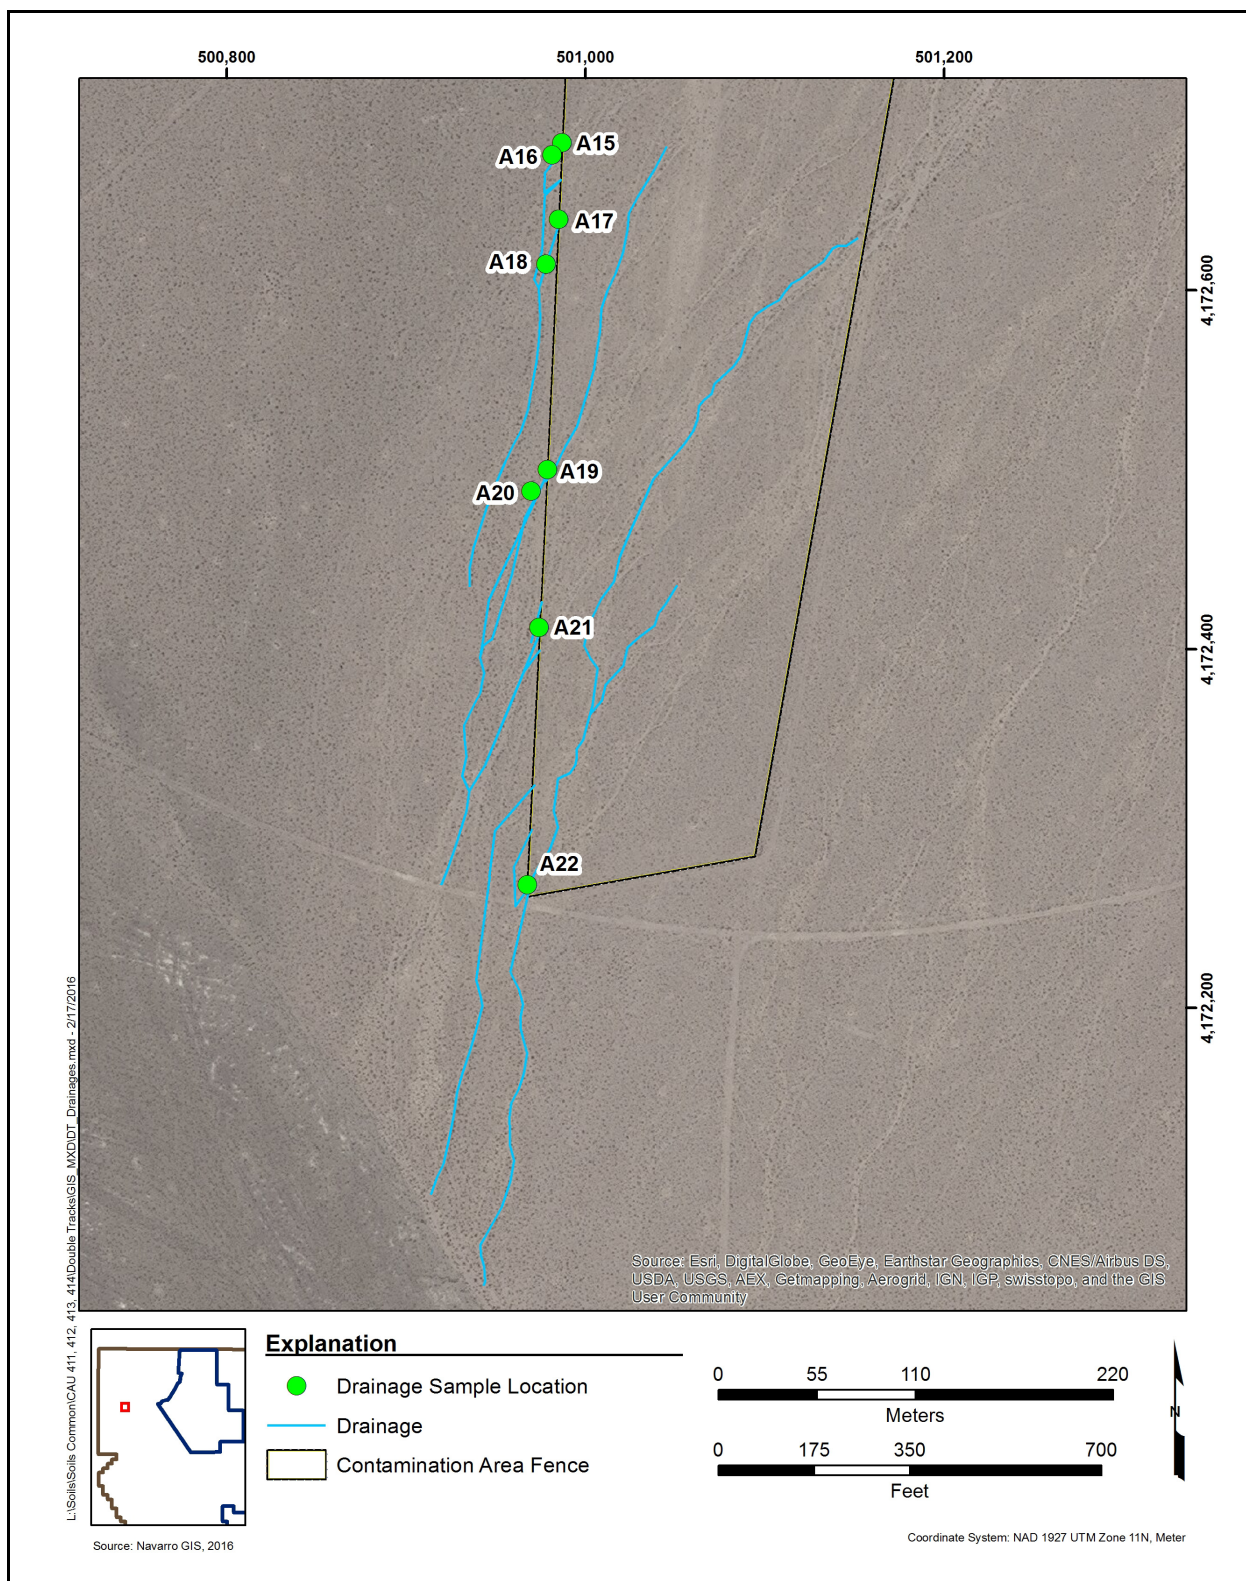 500,800
501,000
501,200
A15
A16
A17
A18
4,172,600
A19
A20
A21
4,172,400
A22
4,172,200
L:\Soils\Soils Common\CAU 411, 412, 413, 414\Double Tracks\GIS_MXD\DT_Drainages.mxd - 2/17/2016
Source: Esri, DigitalGlobe, GeoEye, Earthstar Geographics, CNES/Airbus DS,
USDA, USGS, AEX, Getmapping, Aerogrid, IGN, IGP, swisstopo, and the GIS
User Community
Explanation
Drainage Sample Location
Drainage
Contamination Area Fence
0 55 110 220
Meters
0 175 350 700
Feet
N
Source: Navarro GIS, 2016
Coordinate System: NAD 1927 UTM Zone 11N, Meter